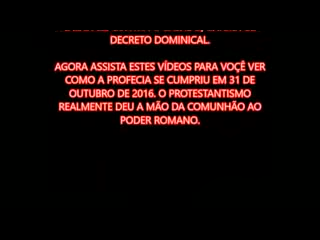 DECRETO DOMINICAL.
AGORA ASSISTA ESTES VÍDEOS PARA VOÇÊ VER
COMO A PROFECIA SE CUMPRIU EM 31 DE
OUTUBRO DE 2016. O PROTESTANTISMO
REALMENTE DEU A MÃO DA COMUNHÃO AO
PODER ROMANO.